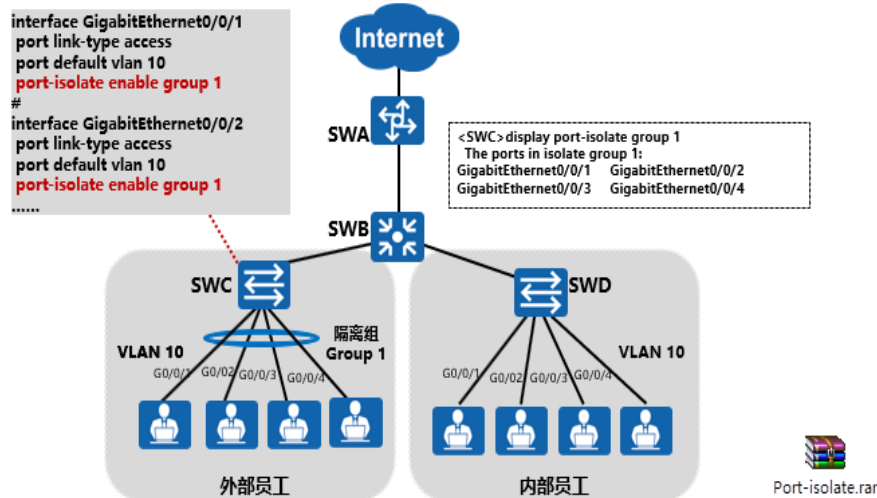 interface GigabitEthernet0/0/1
port link-type access
port default vlan 10
port-isolate enable group 1
#
interface GigabitEthernet0/0/2
port link-type access
port default vlan 10
port-isolate enable group 1
......
Internet
SWA
<SWC>display port-isolate group 1
The ports in isolate group 1:
GigabitEthernet0/0/1 GigabitEthernet0/0/2
GigabitEthernet0/0/3 GigabitEthernet0/0/4
SWB
SWC
SWD
VLAN 10
隔离组
Group 1
G0/0/1
G0/02
G0/0/3
G0/0/4
外部员工
VLAN 10
G0/0/1
G0/02
G0/0/3
G0/0/4
内部员工
Port-isolate.rar